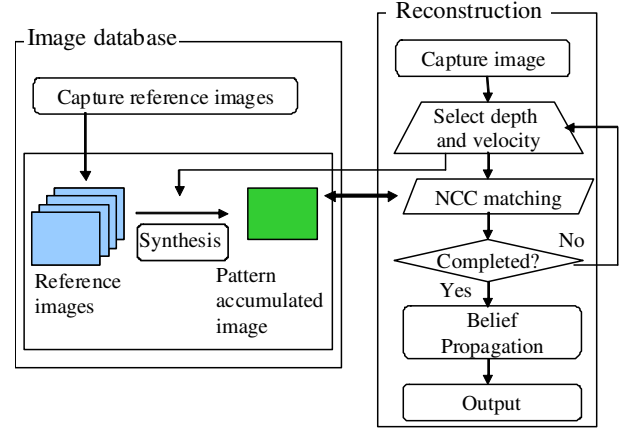 Image database
Capture reference images
Synthesis
Reference
images
Pattern
accumulated
image
Reconstruction
Capture image
Select depth
and velocity
NCC matching
Completed?
No
Yes
Belief
Propagation
Output